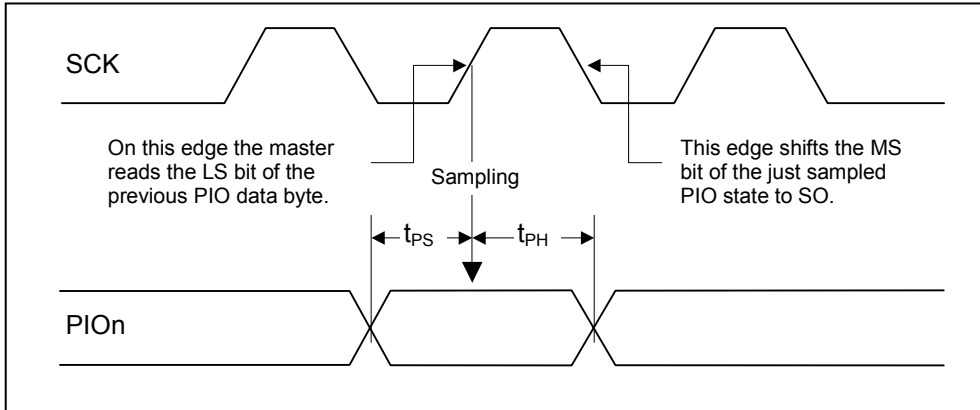 SCK
On this edge the master
reads the LS bit of the
previous PIO data byte.
Sampling
This edge shifts the MS
bit of the just sampled
PIO state to SO.
tPS
tPH
PIOn